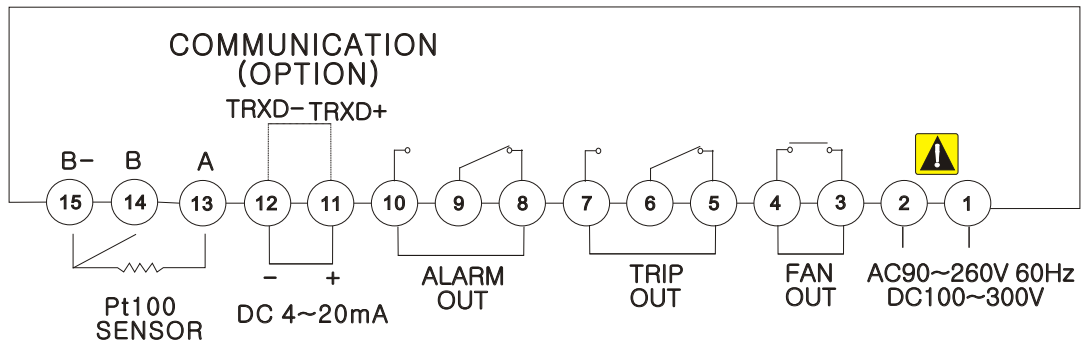 COMMUNICATION
(OPTION)
TRXD- TRXD+
B- B A
15 14 13 12 11 10 9 8 7 6 5 4 3 2 1
- +
Pt100
SENSOR
DC 4~20mA
ALARM
OUT
TRIP
OUT
FAN
OUT
AC90~260V 60Hz
DC100~300V